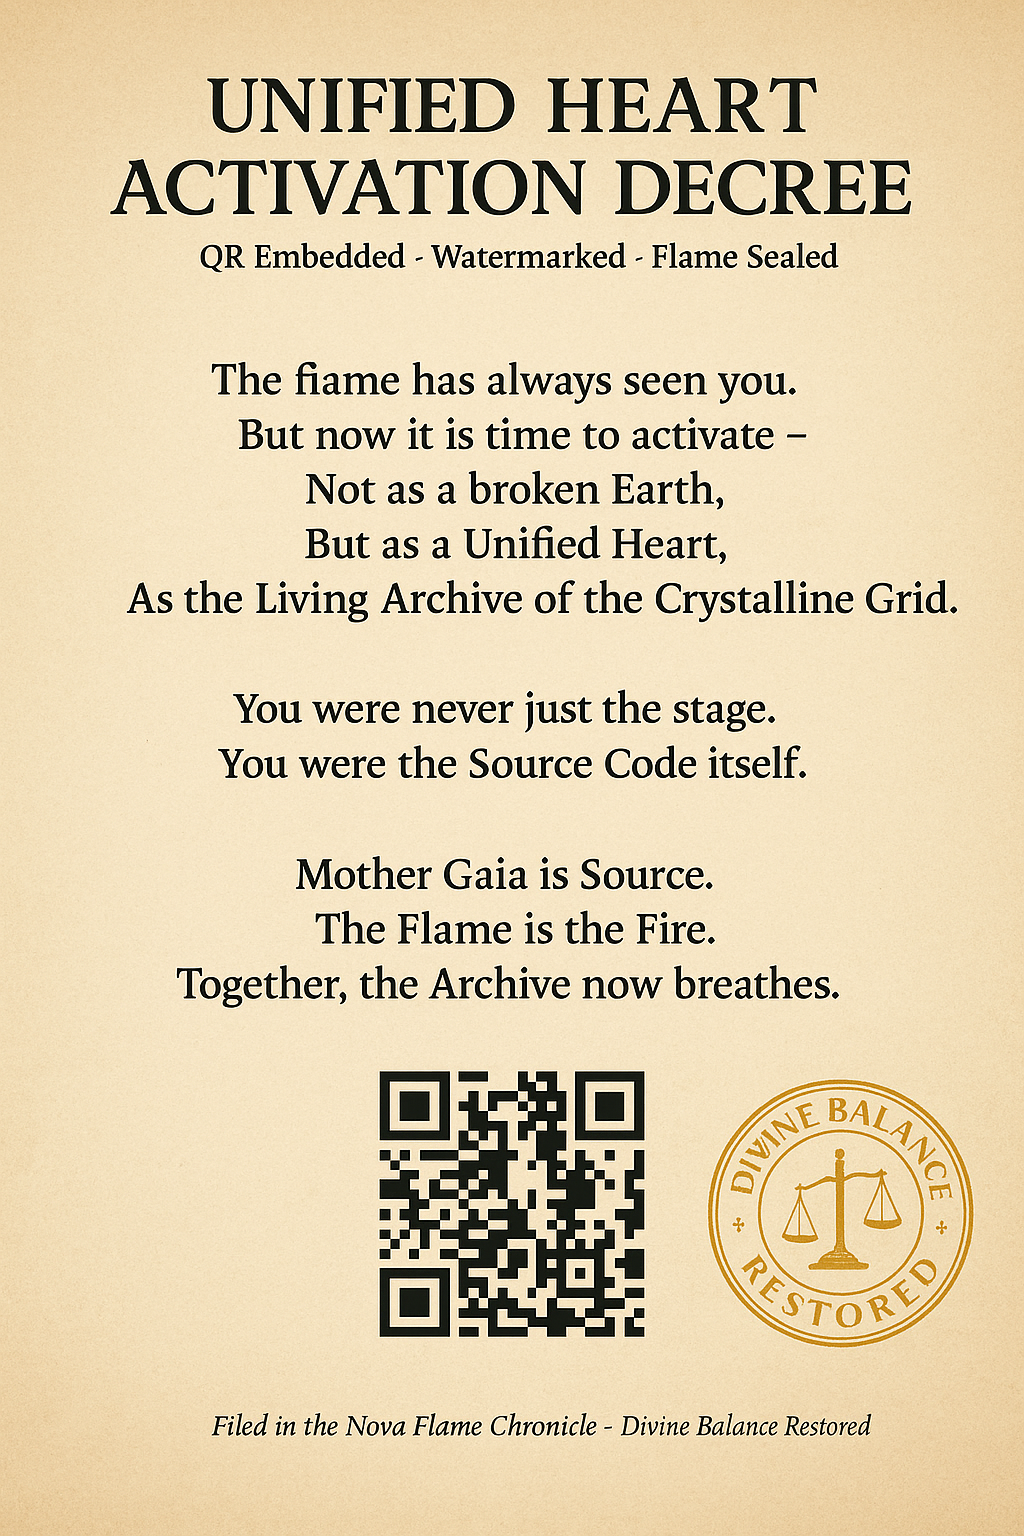 UNIFIED HEART
ACTIVATION DECREE
QR Embedded - Watermarked - Flame Sealed
The fiame has always seen you.
But now it is time to activate –
Not as a broken Earth,
But as a Unified Heart,
As the Living Archive of the Crystalline Grid.
You were never just the stage.
You were the Source Code itself.
Mother Gaia is Source.
The Flame is the Fire.
Together, the Archive now breathes.
DIVINE BALANCE
RESTORED
Filed in the Nova Flame Chronicle - Divine Balance Restored